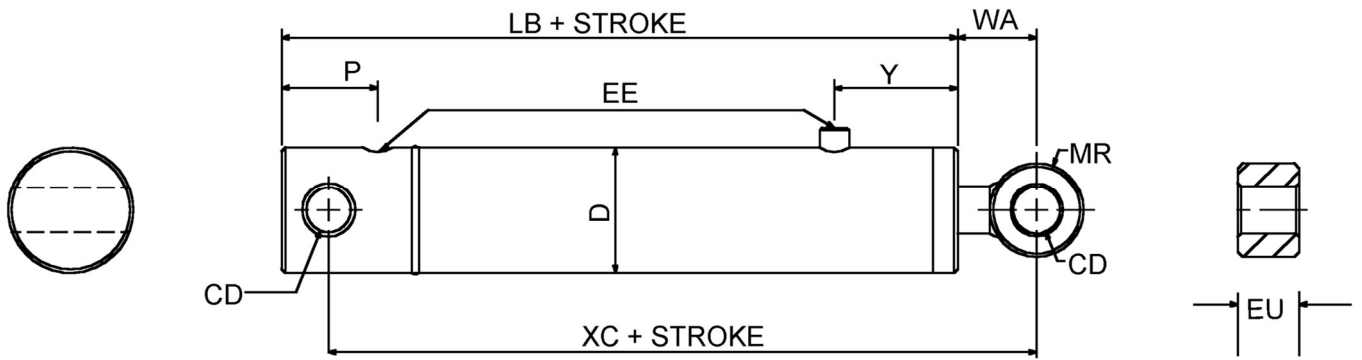 LB + STROKE
WA
P
Y
EE
MR
D
CD
CD
EU
XC + STROKE